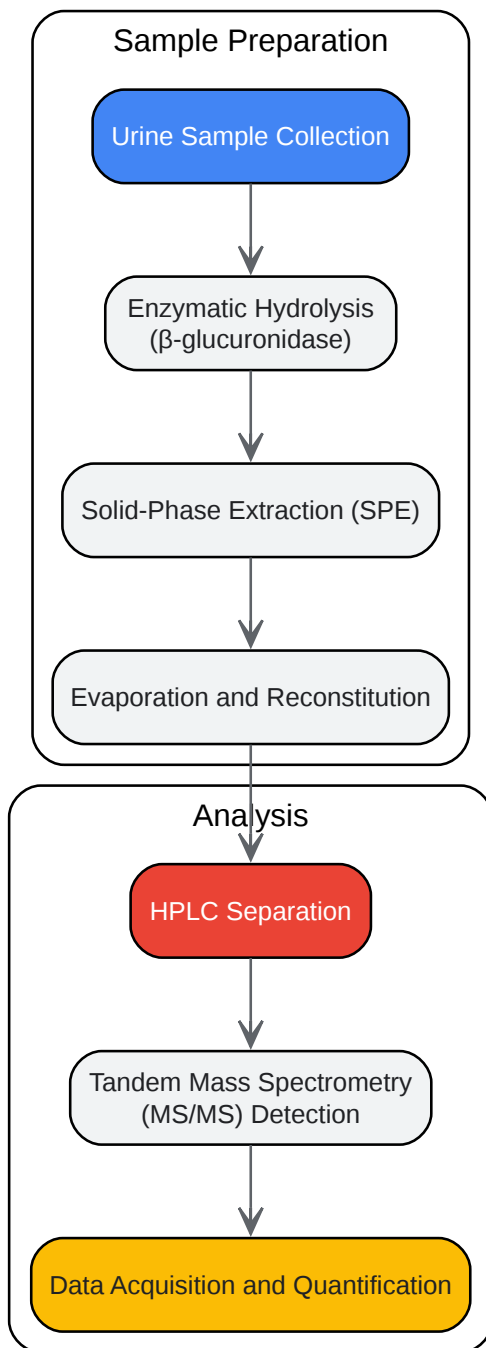 Sample Preparation
Urine Sample Collection
Enzymatic Hydrolysis
(β-glucuronidase)
Solid-Phase Extraction (SPE)
Evaporation and Reconstitution
Analysis
HPLC Separation
Tandem Mass Spectrometry
(MS/MS) Detection
Data Acquisition and Quantification